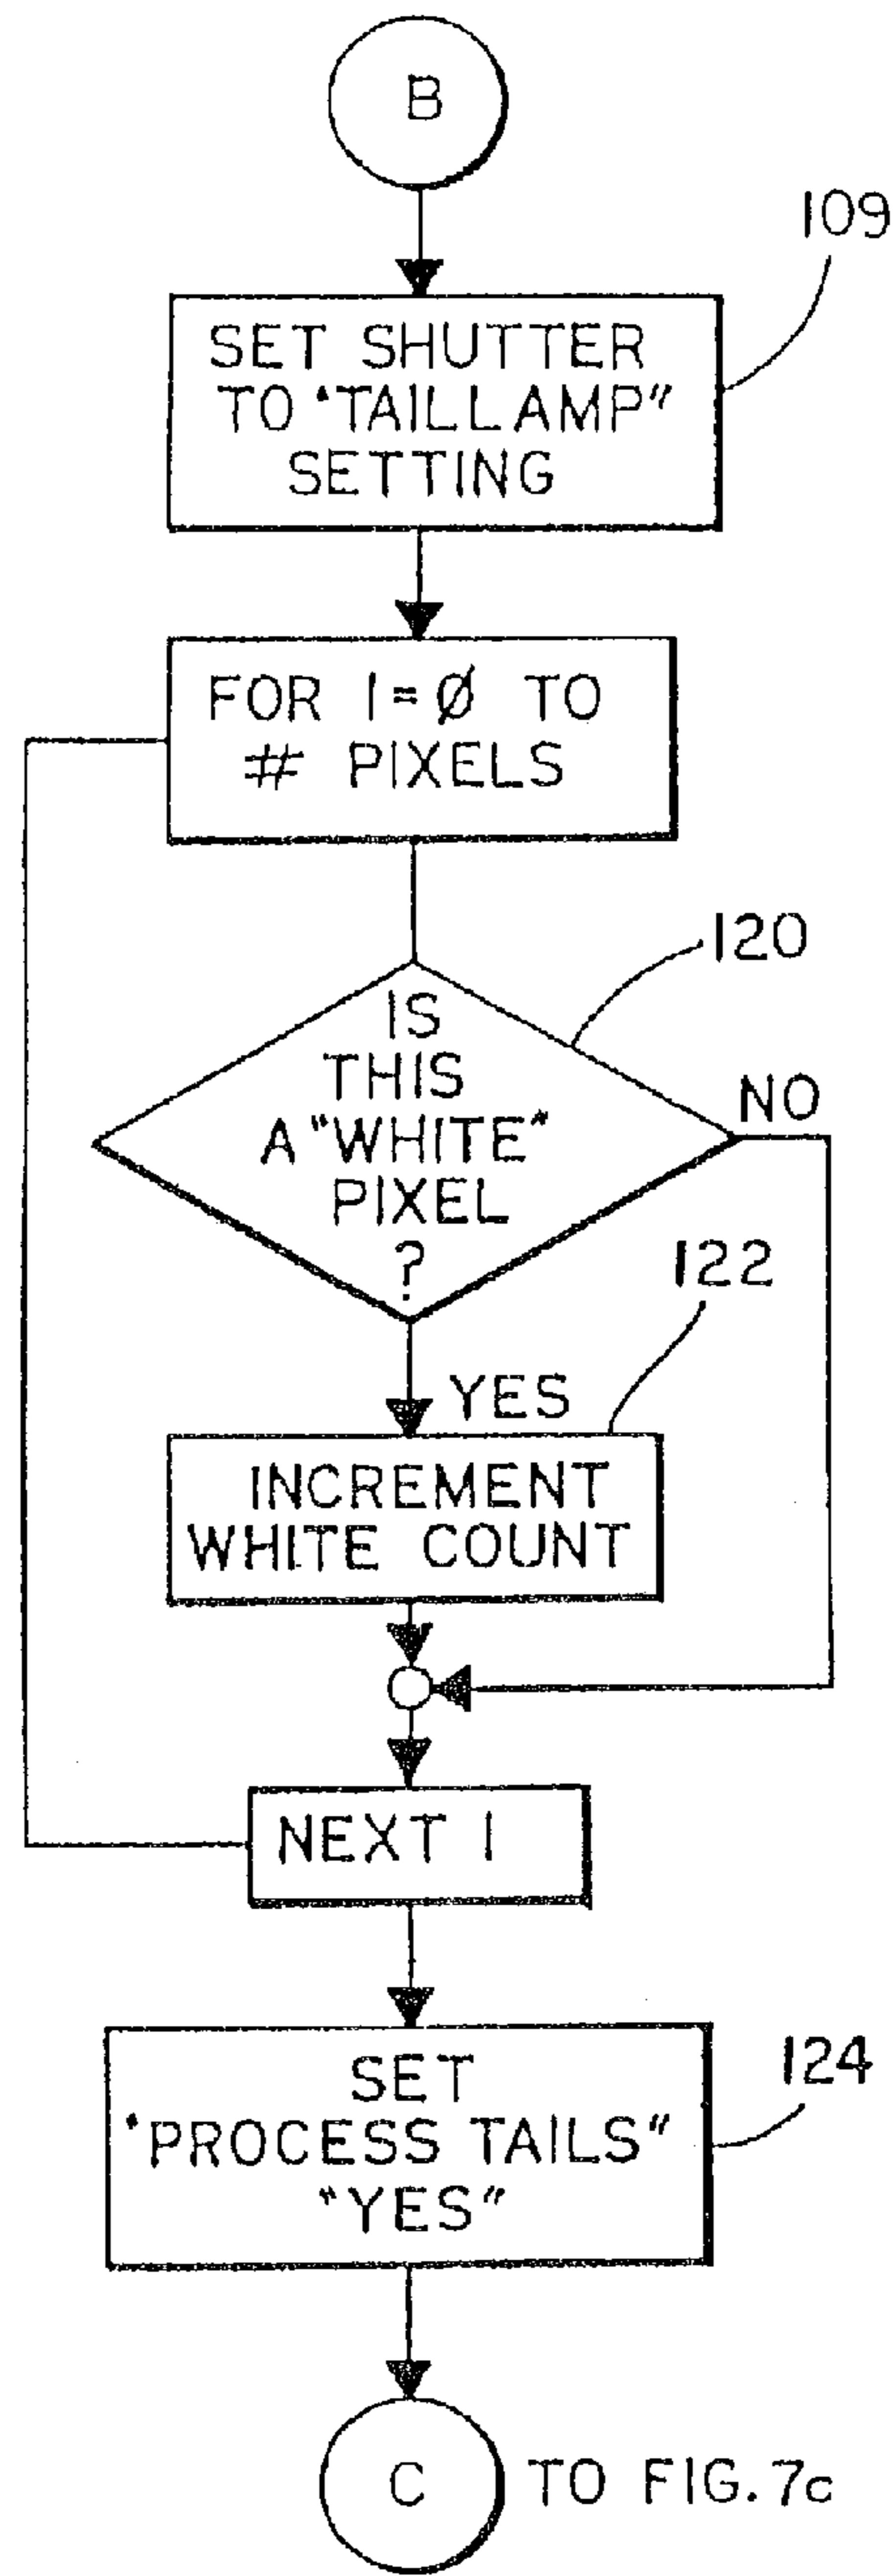 B
109
SET SHUTTER
TO "TAILLAMP"
SETTING
FOR I=Ø TO
# PIXELS
120
IS
THIS
A "WHITE"
PIXEL
?
NO
122
YES
INCREMENT
WHITE COUNT
NEXT I
124
SET
"PROCESS TAILS"
"YES"
C TO FIG. 7c